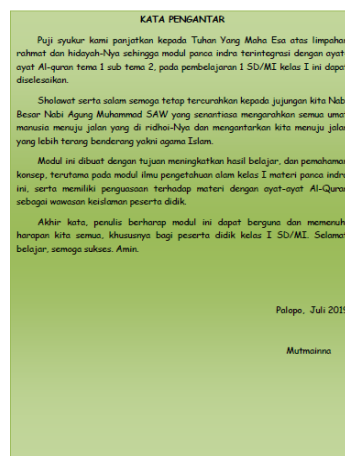 KATA PENGANTAR
Puji syukur kami panjatkan kepada Tuhan Yang Maha Esa atas limpahan
rahmat dan hidayah-Nya sehingga modul panca indra terintegrasi dengan ayat-
ayat Al-quran tema 1 sub tema 2, pada pembelajaran 1 SD/MI kelas I ini dapat
diselesaikan.
Sholawat serta salam semoga tetap tercurahkan kepada jujungan kita Nabi
Besar Nabi Agung Muhammad SAW yang senantiasa mengarahkan semua umat
manusia menuju jalan yang di ridhoi-Nya dan mengantarkan kita menuju jalan
yang lebih terang benderang yakni agama Islam.
Modul ini dibuat dengan tujuan meningkatkan hasil belajar, dan pemahaman
konsep, terutama pada modul ilmu pengetahuan alam kelas I materi panca indra
ini, serta memiliki penguasaan terhadap materi dengan ayat-ayat Al-Quran
sebagai wawasan keislaman peserta didik.
Akhir kata, penulis berharap modul ini dapat berguna dan memenuhi
harapan kita semua, khususnya bagi peserta didik kelas I SD/MI. Selamat
belajar, semoga sukses. Amin.
Palopo, Juli 2019
Mutmainna